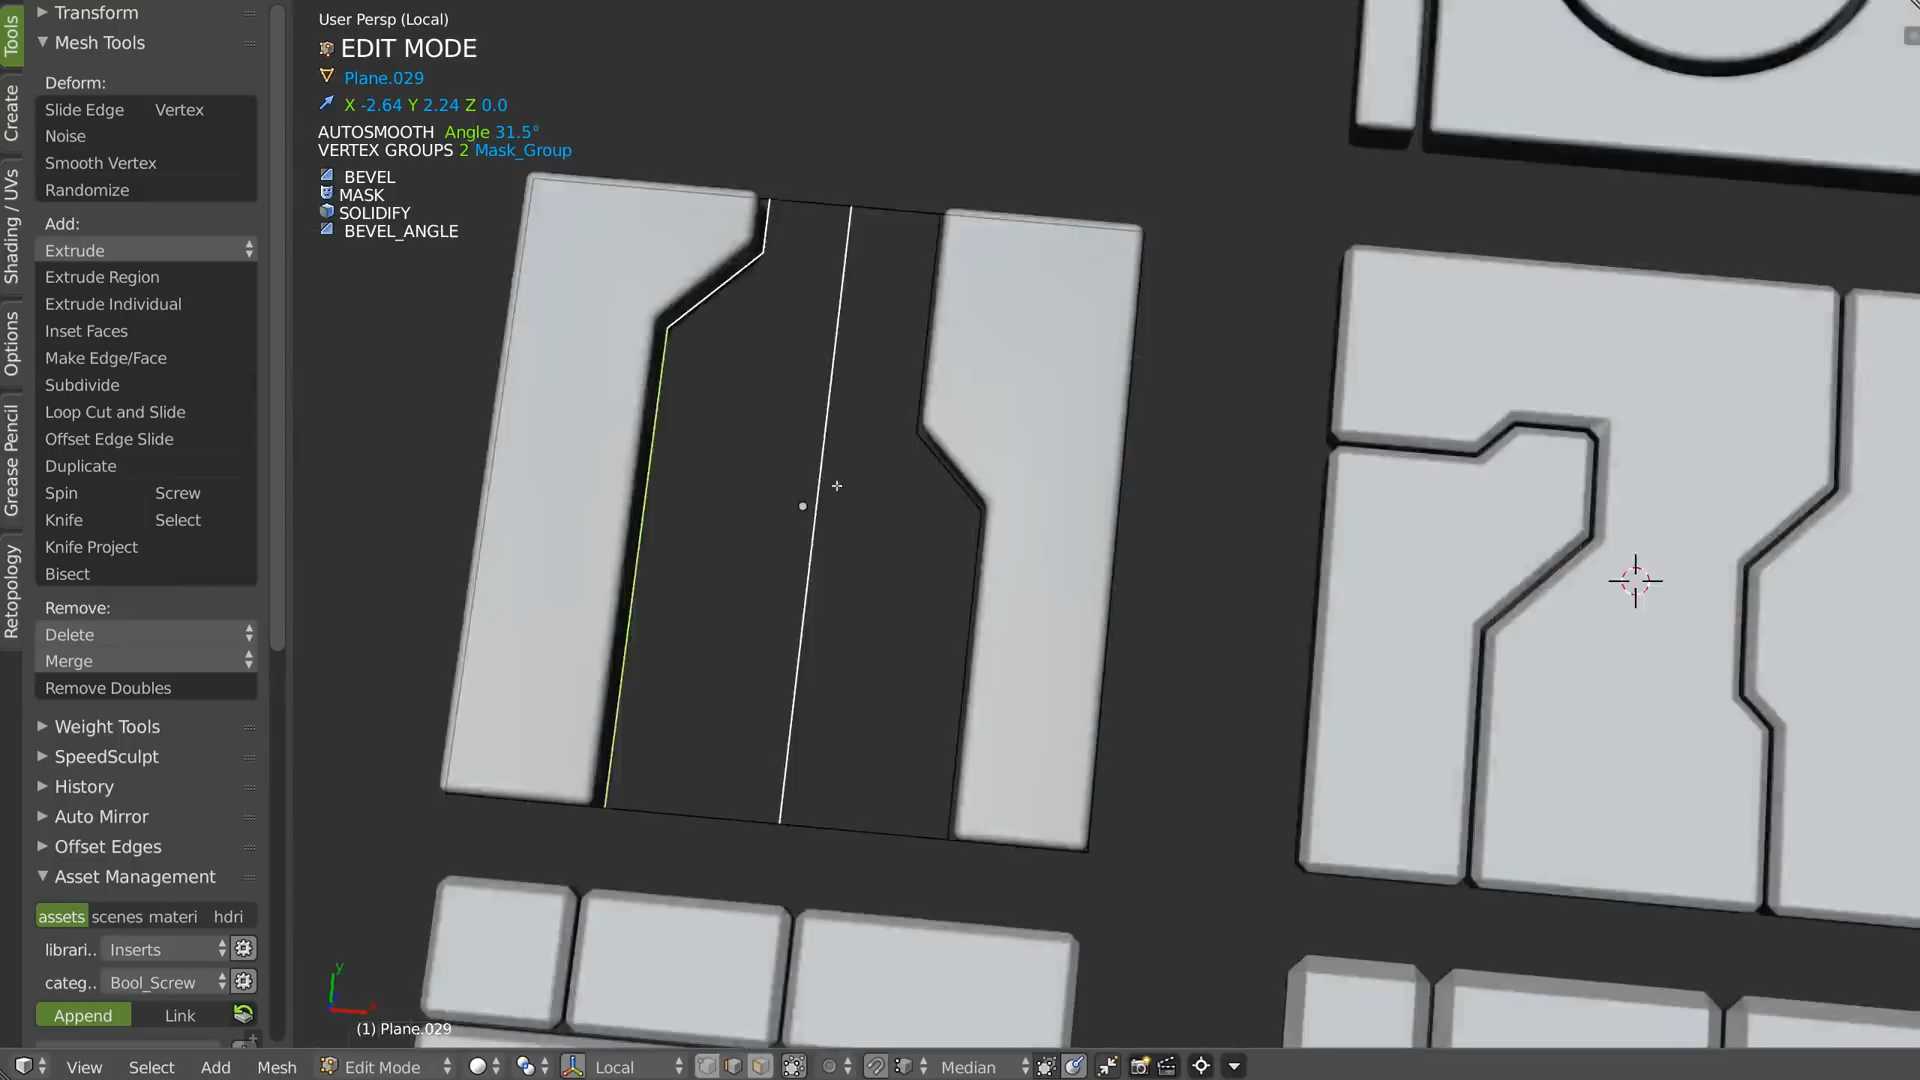 Tools
Create
Shading / UVs
Options
Grease Pencil
Retopology
Transform
Mesh Tools
Deform:
Slide Edge Vertex
Noise
Smooth Vertex
Randomize
Add:
Extrude
Extrude Region
Extrude Individual
Inset Faces
Make Edge/Face
Subdivide
Loop Cut and Slide
Offset Edge Slide
Duplicate
Spin Screw
Knife Select
Knife Project
Bisect
Remove:
Delete
Merge
Remove Doubles
Weight Tools
SpeedSculpt
History
Auto Mirror
Offset Edges
Asset Management
assets scenes materi hdri
librari.. Inserts
categ.. Bool_Screw
Append Link
User Persp (Local)
EDIT MODE
Plane.029
X -2.64 Y 2.24 Z 0.0
AUTOSMOOTH Angle 31.5°
VERTEX GROUPS 2 Mask_Group
BEVEL
MASK
SOLIDIFY
BEVEL_ANGLE
y
x
(1) Plane.029
View Select Add Mesh Edit Mode Local Median